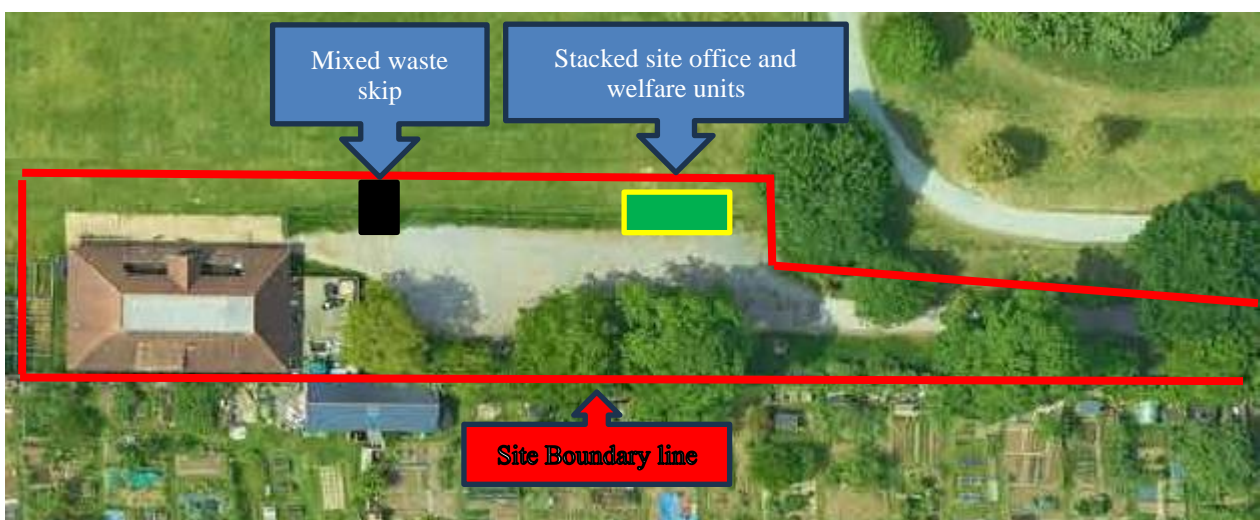 Mixed waste
skip
Stacked site office and
welfare units
Site Boundary line